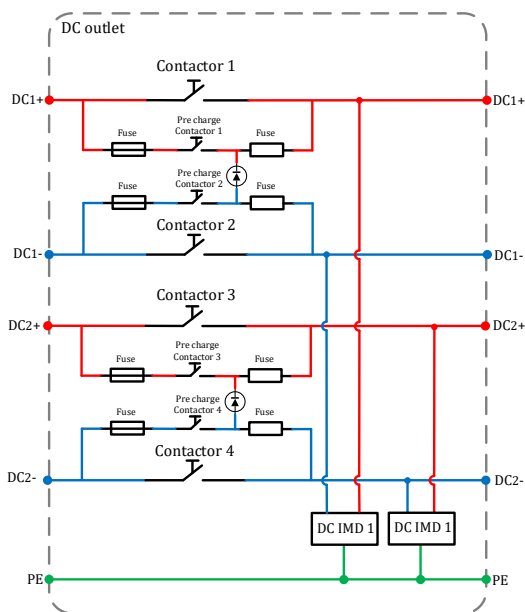 DC outlet
Contactor 1
DC1+
DC1+
Fuse
Pre charge
Contactor 1
Fuse
Fuse
Pre charge
Contactor 2
Fuse
Contactor 2
DC1-
DC1-
Contactor 3
DC2+
DC2+
Fuse
Pre charge
Contactor 3
Fuse
Fuse
Pre charge
Contactor 4
Fuse
Contactor 4
DC2-
DC2-
DC IMD 1
DC IMD 1
PE
PE